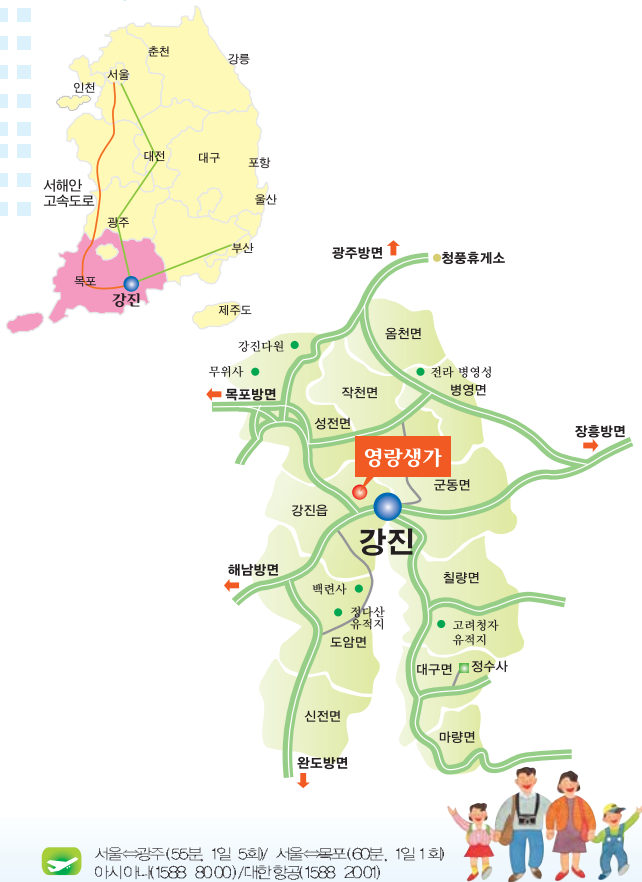 춘천
강릉
서울
인천
대전
대구
포항
서해안
고속도로
울산
광주
부산
목포
강진
제주도
광주방면
청풍휴게소
옴천면
강진다원
무위사
전라 병영성
작천면
병영면
목포방면
성전면
장흥방면
영랑생가
군동면
강진읍
강진
해남방면
칠량면
백련사
정다산
유적지
고려청자
유적지
도암면
대구면
정수사
신전면
마량면
완도방면
서울⇔광주(55분, 1일 5회)/ 서울⇔목포(60분, 1일 1회)
아시아나(1588 8000)/대한항공(1588 2001)